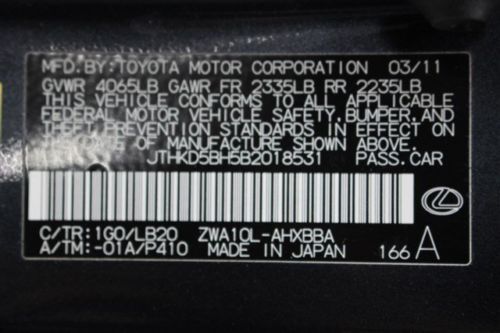 MFD. BY: TOYOTA MOTOR CORPORATION 03/11
GVWR 4065LB GAWR FR 2335LB RR 2235LB
THIS VEHICLE CONFORMS TO ALL APPLICABLE
FEDERAL MOTOR VEHICLE SAFETY, BUMPER, AND
THEFT PREVENTION STANDARDS IN EFFECT ON
THE DATE OF MANUFACTURE SHOWN ABOVE.
JTHKD5BH5B2018531 PASS.CAR
C/TR:1G0/LB20 ZWA10L-AHXBBA
A/TM:-01A/P410 MADE IN JAPAN 166 A